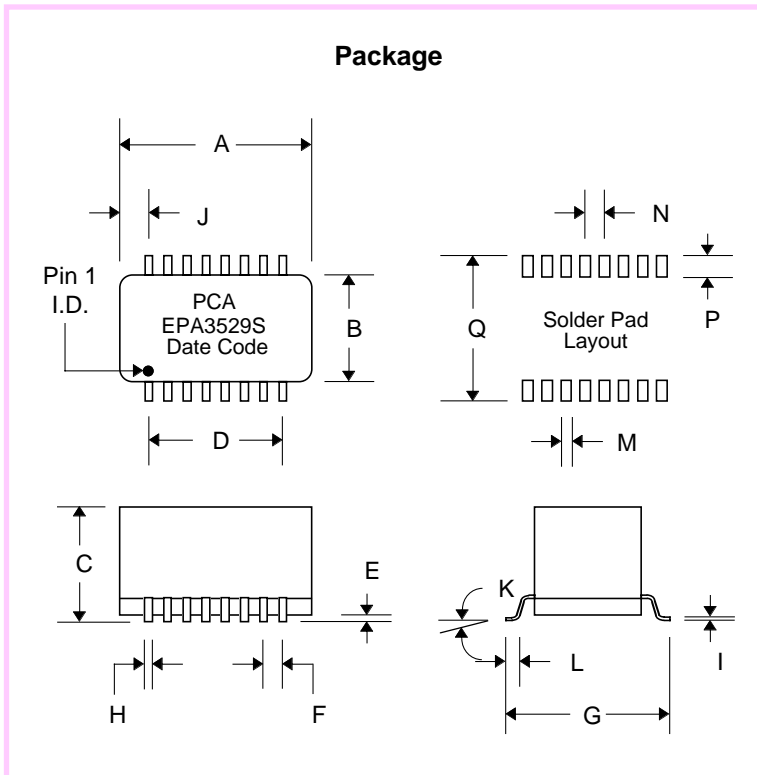 Package
A
J
N
Pin 1
I.D.
PCA
EPA3529S
Date Code
B
Q
Solder Pad
Layout
P
D
M
C
E
K
H
F
L
I
G